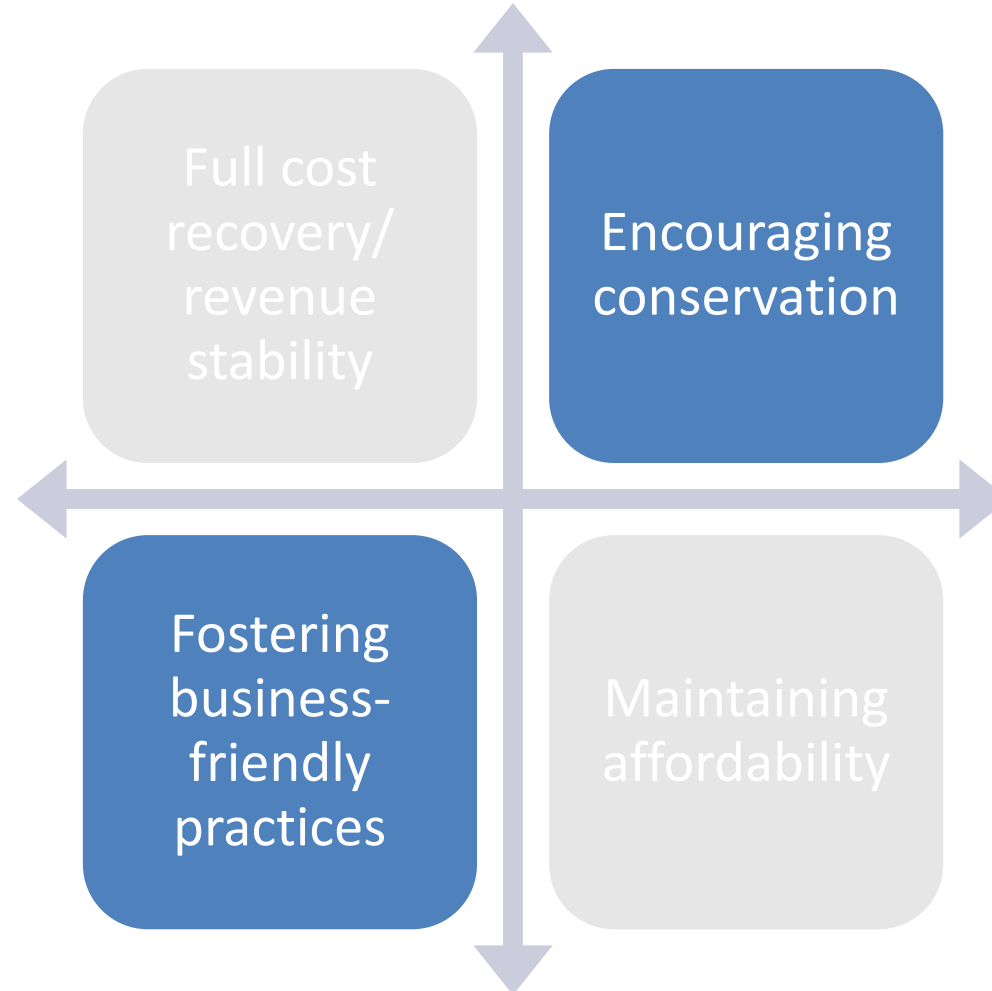 Full cost
recovery/
revenue
stability
Encouraging
conservation
Fostering
business-
friendly
practices
Maintaining
affordability